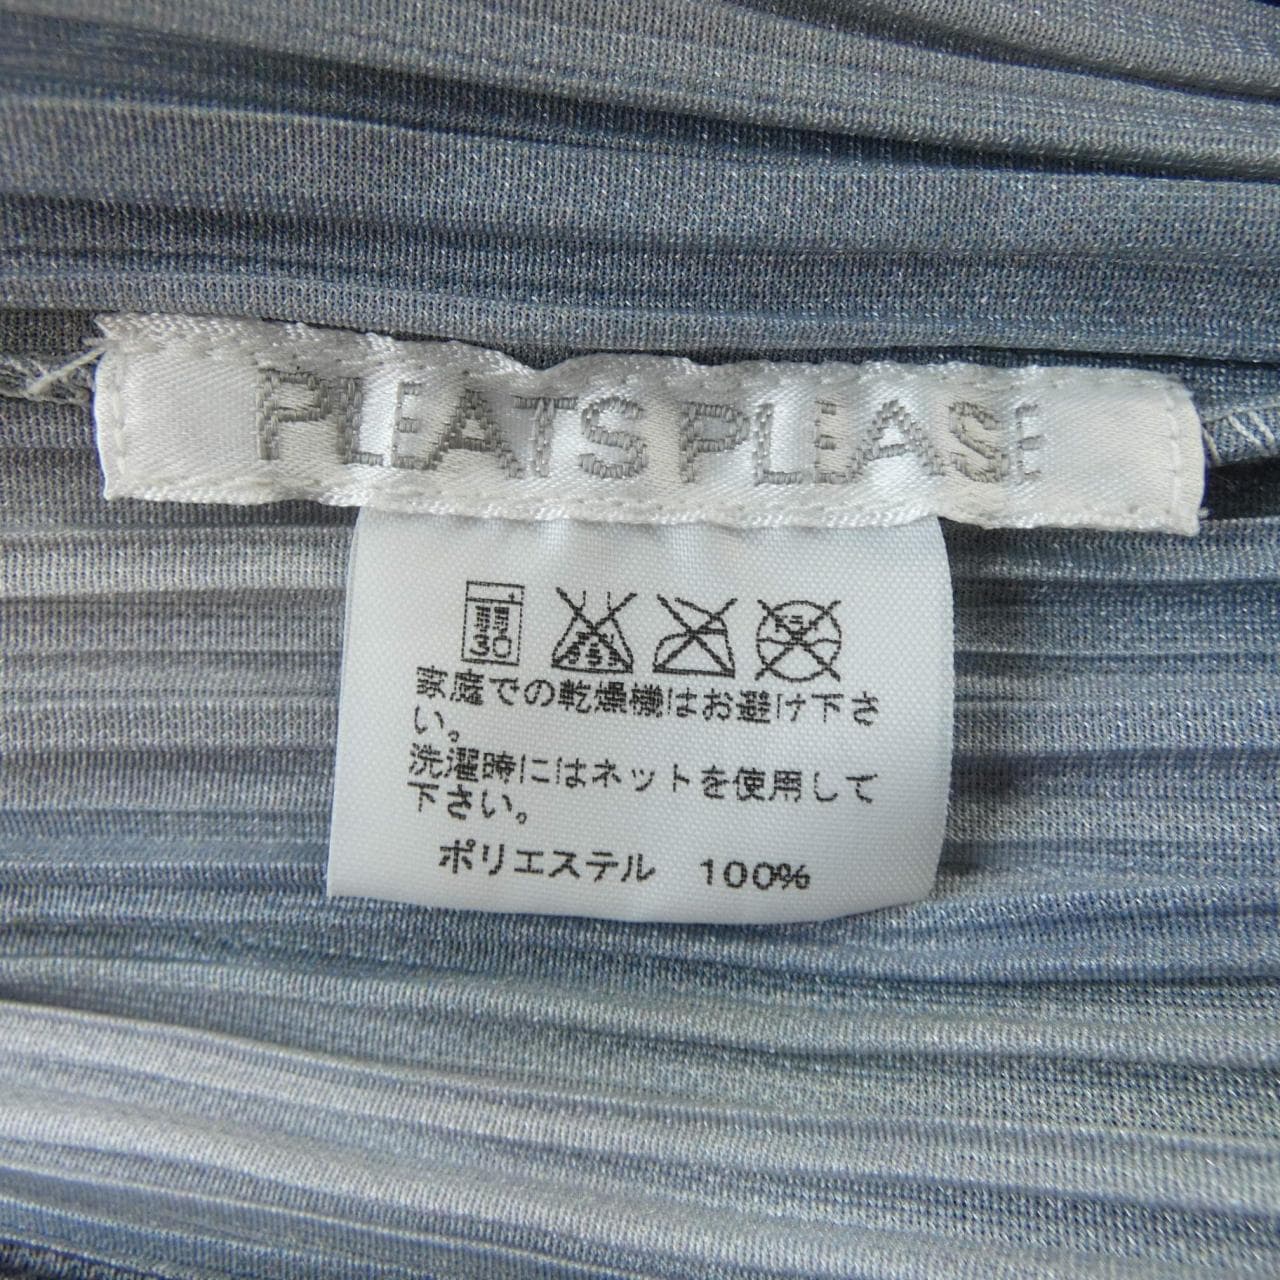 PLEATS PLEASE
弱
30
家庭での乾燥機はお避け下さ
い。
洗濯時にはネットを使用して
下さい。
ポリエステル 100%